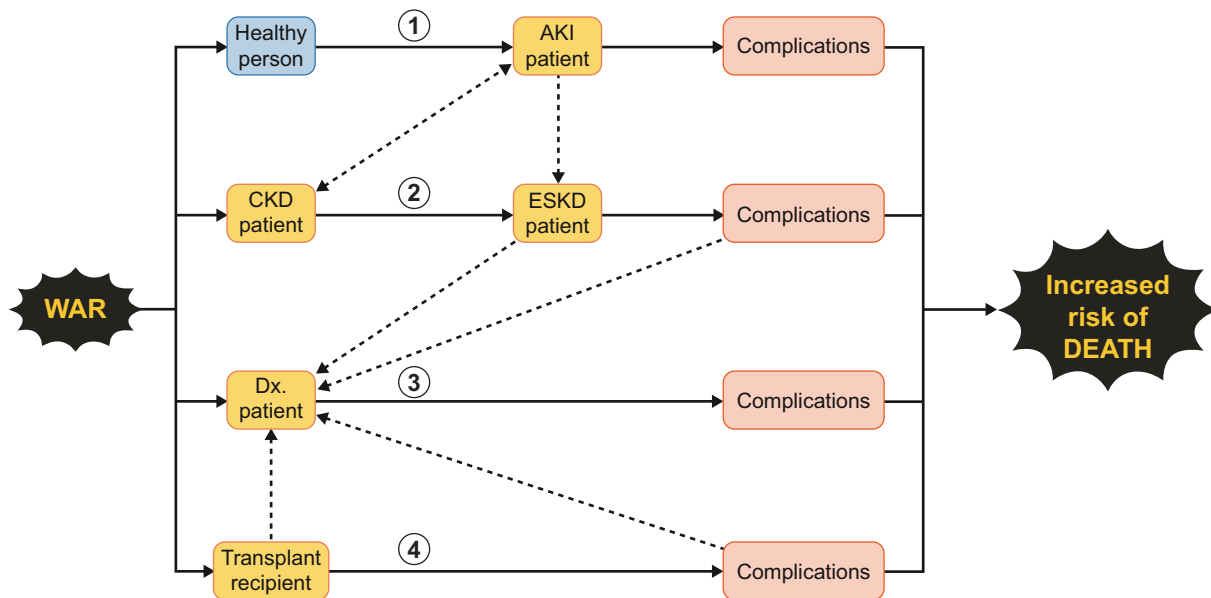 Healthy
person
1
AKI
patient
Complications
CKD
patient
2
ESKD
patient
Complications
WAR
Increased
risk of
DEATH
Dx.
patient
3
Complications
Transplant
recipient
4
Complications